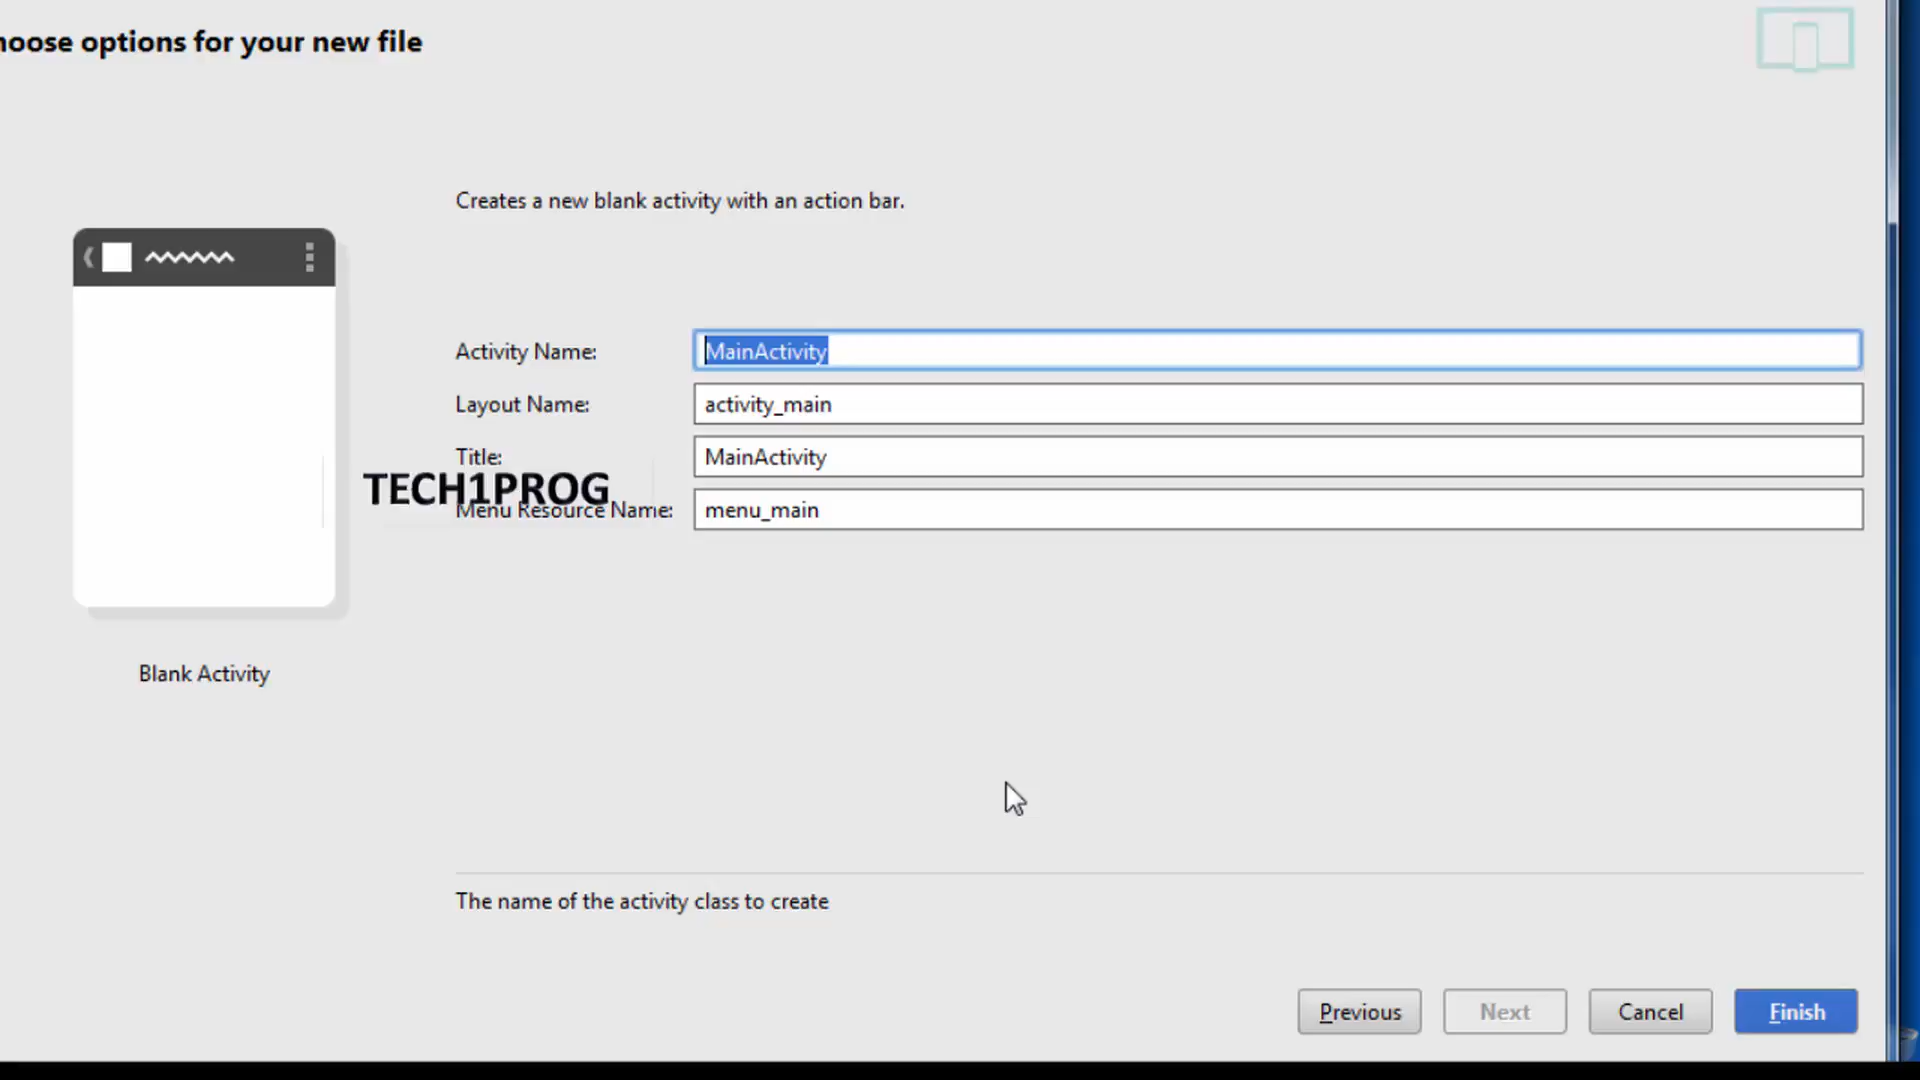 hoose options for your new file
Creates a new blank activity with an action bar.
Activity Name: MainActivity
Layout Name: activity_main
Title: MainActivity
TECH1PROG
Menu Resource Name: menu_main
Blank Activity
The name of the activity class to create
Previous Next Cancel Finish